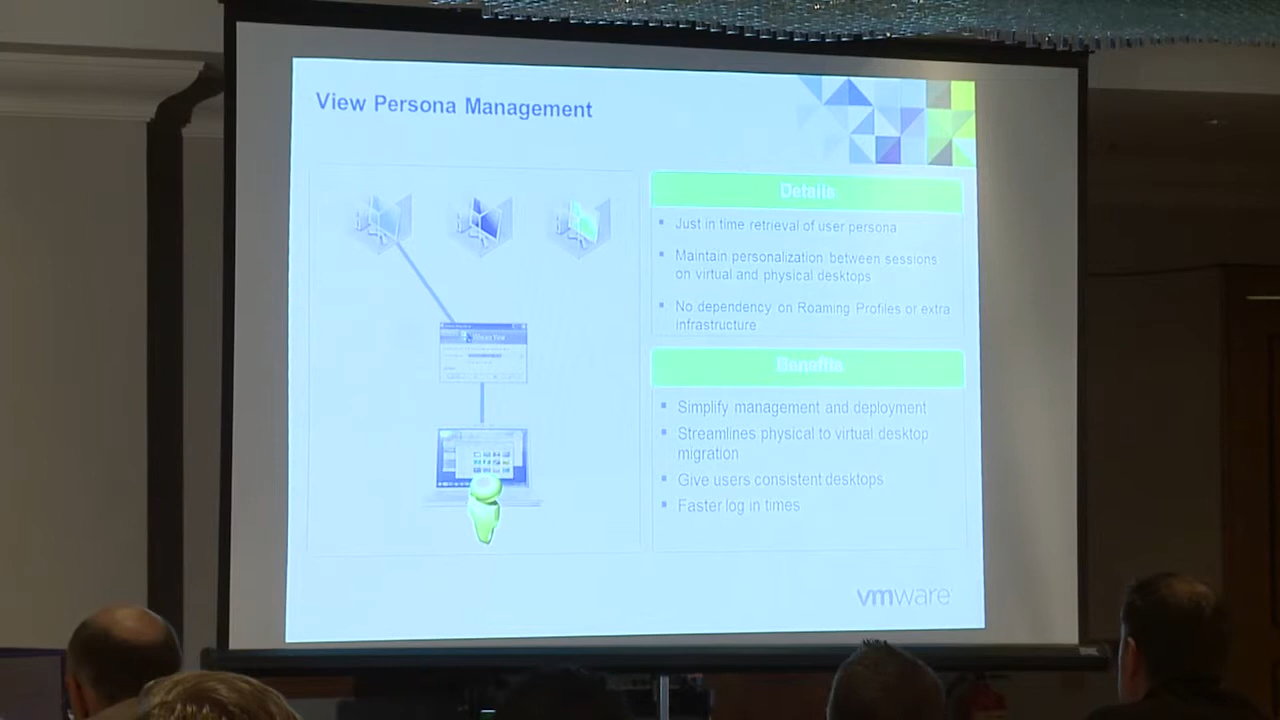 View Persona Management
Details
Just in time retrieval of user persona
Maintain personalization between sessions
on virtual and physical desktops
No dependency on Roaming Profiles or extra
infrastructure
Benefits
Simplify management and deployment
Streamlines physical to virtual desktop
migration
Give users consistent desktops
Faster log in times
vmware